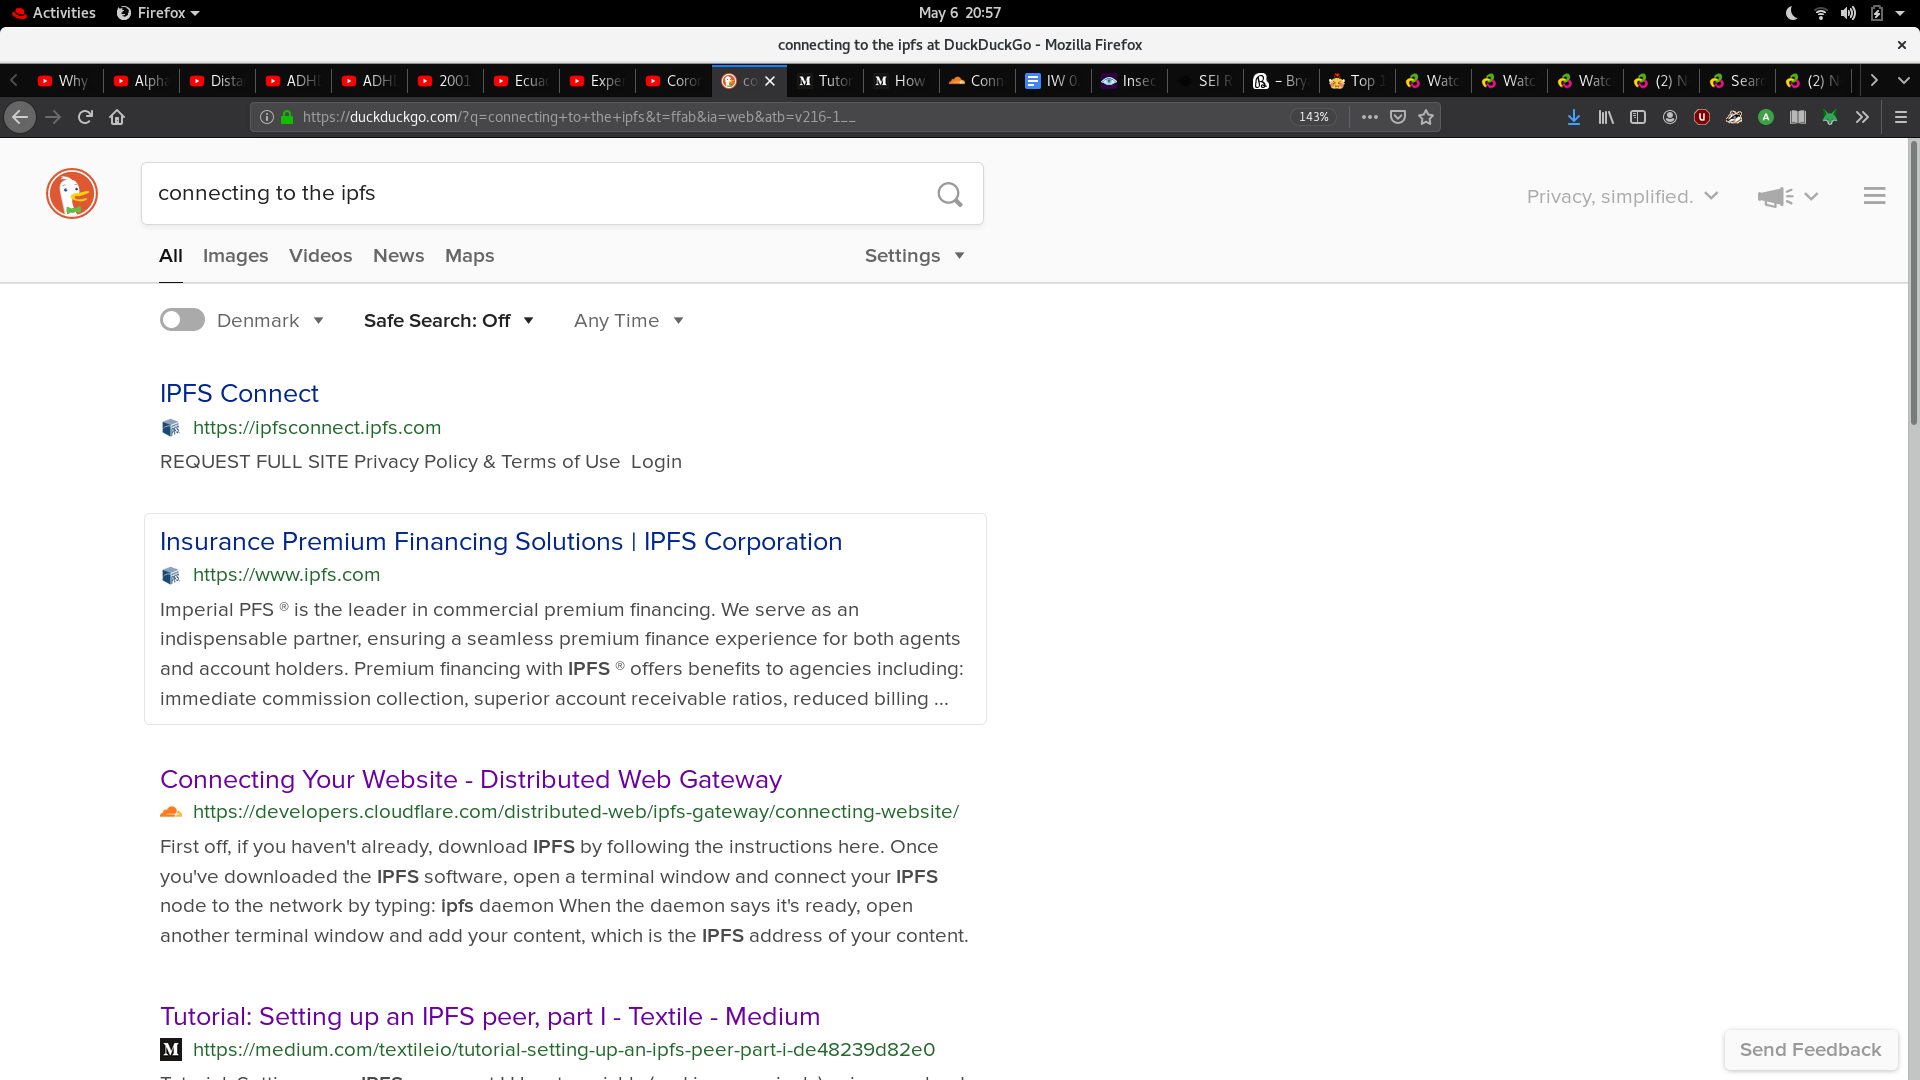 Activities Firefox May 6 20:57
connecting to the ipfs at DuckDuckGo - Mozilla Firefox
Why Alpha Dista ADH ADH 2001 Ecua Expe Coro co Tutor How Conn IW 0 Insec SEI R – Bry Top Watc Watc Watc (2) N Sear (2) N
https://duckduckgo.com/?q=connecting+to+the+ipfs&t=ffab&ia=web&atb=v216-1__ 143%
connecting to the ipfs
Privacy, simplified.
All Images Videos News Maps Settings
Denmark Safe Search: Off Any Time
IPFS Connect
https://ipfsconnect.ipfs.com
REQUEST FULL SITE Privacy Policy & Terms of Use Login
Insurance Premium Financing Solutions | IPFS Corporation
https://www.ipfs.com
Imperial PFS ® is the leader in commercial premium financing. We serve as an
indispensable partner, ensuring a seamless premium finance experience for both agents
and account holders. Premium financing with IPFS ® offers benefits to agencies including:
immediate commission collection, superior account receivable ratios, reduced billing ...
Connecting Your Website - Distributed Web Gateway
https://developers.cloudflare.com/distributed-web/ipfs-gateway/connecting-website/
First off, if you haven't already, download IPFS by following the instructions here. Once
you've downloaded the IPFS software, open a terminal window and connect your IPFS
node to the network by typing: ipfs daemon When the daemon says it's ready, open
another terminal window and add your content, which is the IPFS address of your content.
Tutorial: Setting up an IPFS peer, part I - Textile - Medium
M https://medium.com/textileio/tutorial-setting-up-an-ipfs-peer-part-i-de48239d82e0
Send Feedback